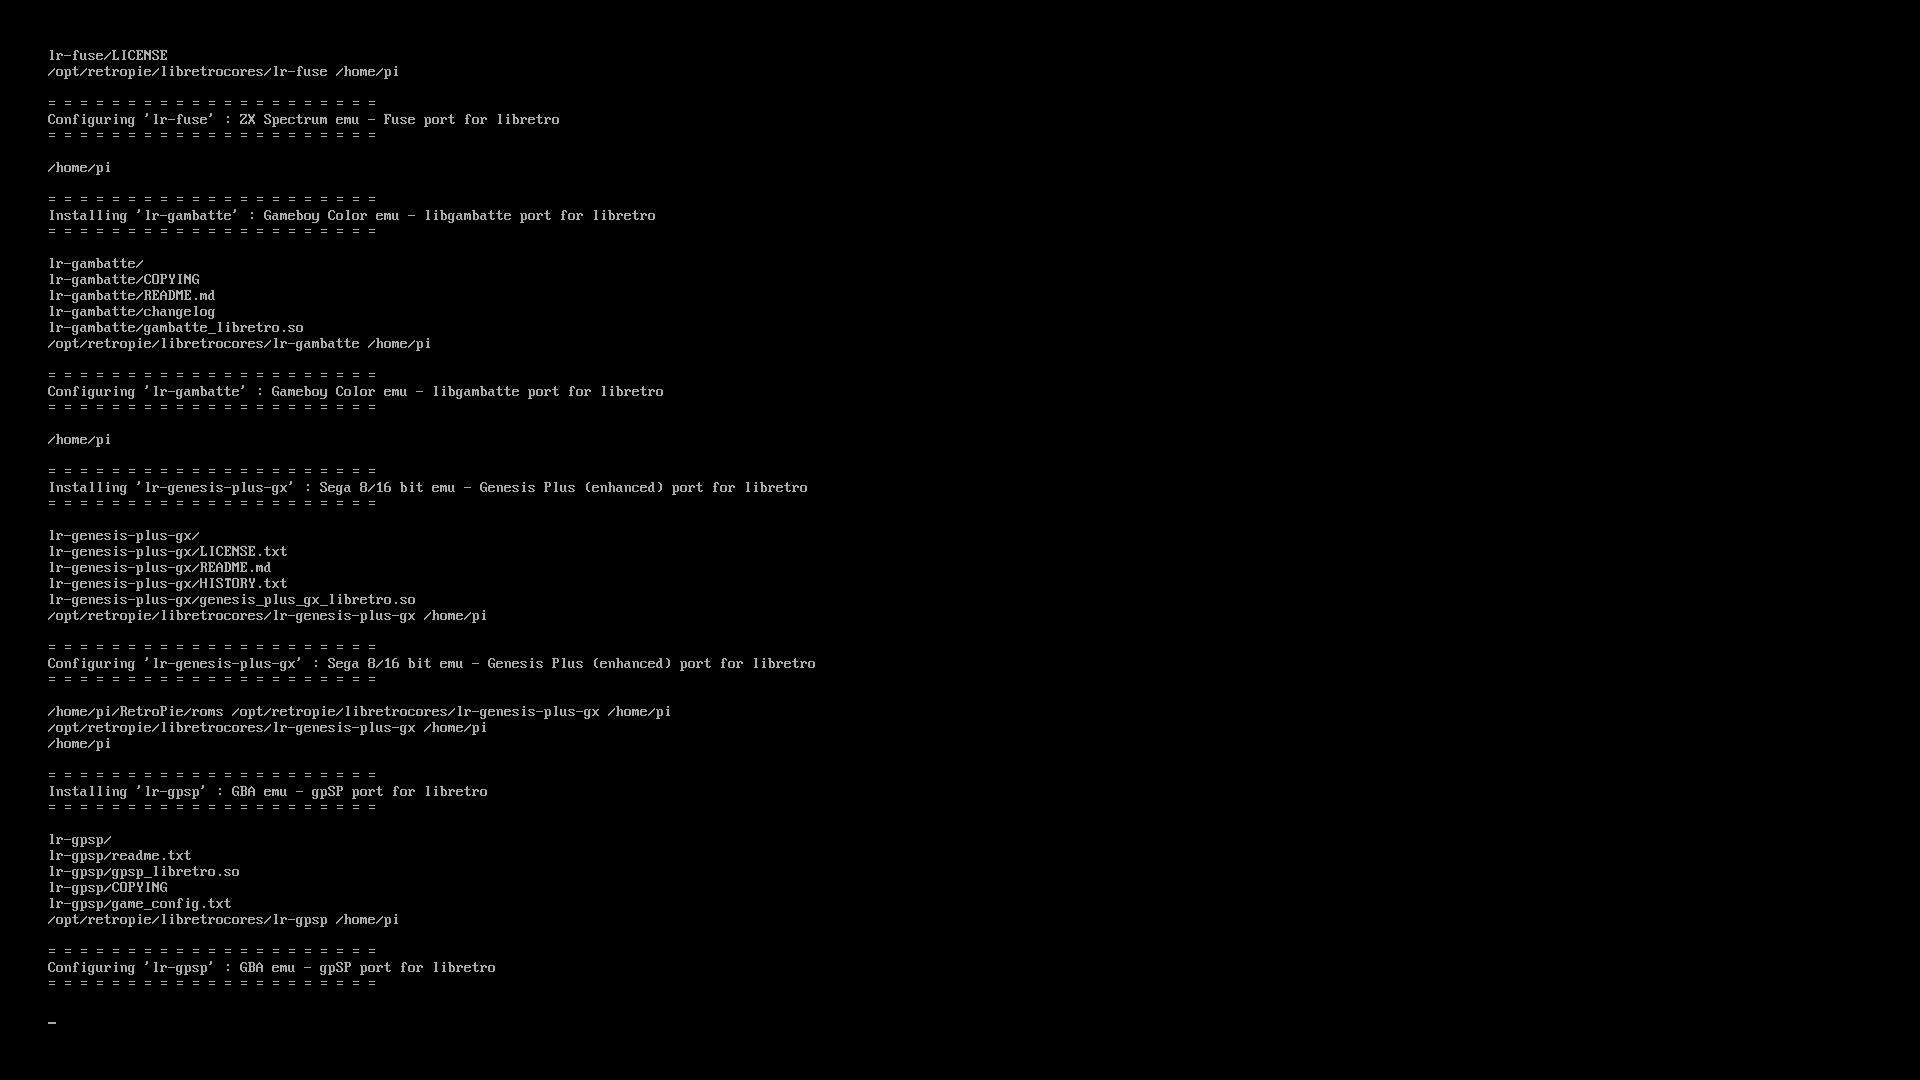 lr-fuse/LICENSE
/opt/retropie/libretrocores/lr-fuse /home/pi
= = = = = = = = = = = = = = = = = = = = =
Configuring 'lr-fuse' : ZX Spectrum emu - Fuse port for libretro
= = = = = = = = = = = = = = = = = = = = =
/home/pi
= = = = = = = = = = = = = = = = = = = = =
Installing 'lr-gambatte' : Gameboy Color emu - libgambatte port for libretro
= = = = = = = = = = = = = = = = = = = = =
lr-gambatte/
lr-gambatte/COPYING
lr-gambatte/README.md
lr-gambatte/changelog
lr-gambatte/gambatte_libretro.so
/opt/retropie/libretrocores/lr-gambatte /home/pi
= = = = = = = = = = = = = = = = = = = = =
Configuring 'lr-gambatte' : Gameboy Color emu - libgambatte port for libretro
= = = = = = = = = = = = = = = = = = = = =
/home/pi
= = = = = = = = = = = = = = = = = = = = =
Installing 'lr-genesis-plus-gx' : Sega 8/16 bit emu - Genesis Plus (enhanced) port for libretro
= = = = = = = = = = = = = = = = = = = = =
lr-genesis-plus-gx/
lr-genesis-plus-gx/LICENSE.txt
lr-genesis-plus-gx/README.md
lr-genesis-plus-gx/HISTORY.txt
lr-genesis-plus-gx/genesis_plus_gx_libretro.so
/opt/retropie/libretrocores/lr-genesis-plus-gx /home/pi
= = = = = = = = = = = = = = = = = = = = =
Configuring 'lr-genesis-plus-gx' : Sega 8/16 bit emu - Genesis Plus (enhanced) port for libretro
= = = = = = = = = = = = = = = = = = = = =
/home/pi/RetroPie/roms /opt/retropie/libretrocores/lr-genesis-plus-gx /home/pi
/opt/retropie/libretrocores/lr-genesis-plus-gx /home/pi
/home/pi
= = = = = = = = = = = = = = = = = = = = =
Installing 'lr-gpsp' : GBA emu - gpSP port for libretro
= = = = = = = = = = = = = = = = = = = = =
lr-gpsp/
lr-gpsp/readme.txt
lr-gpsp/gpsp_libretro.so
lr-gpsp/COPYING
lr-gpsp/game_config.txt
/opt/retropie/libretrocores/lr-gpsp /home/pi
= = = = = = = = = = = = = = = = = = = = =
Configuring 'lr-gpsp' : GBA emu - gpSP port for libretro
= = = = = = = = = = = = = = = = = = = = =
_